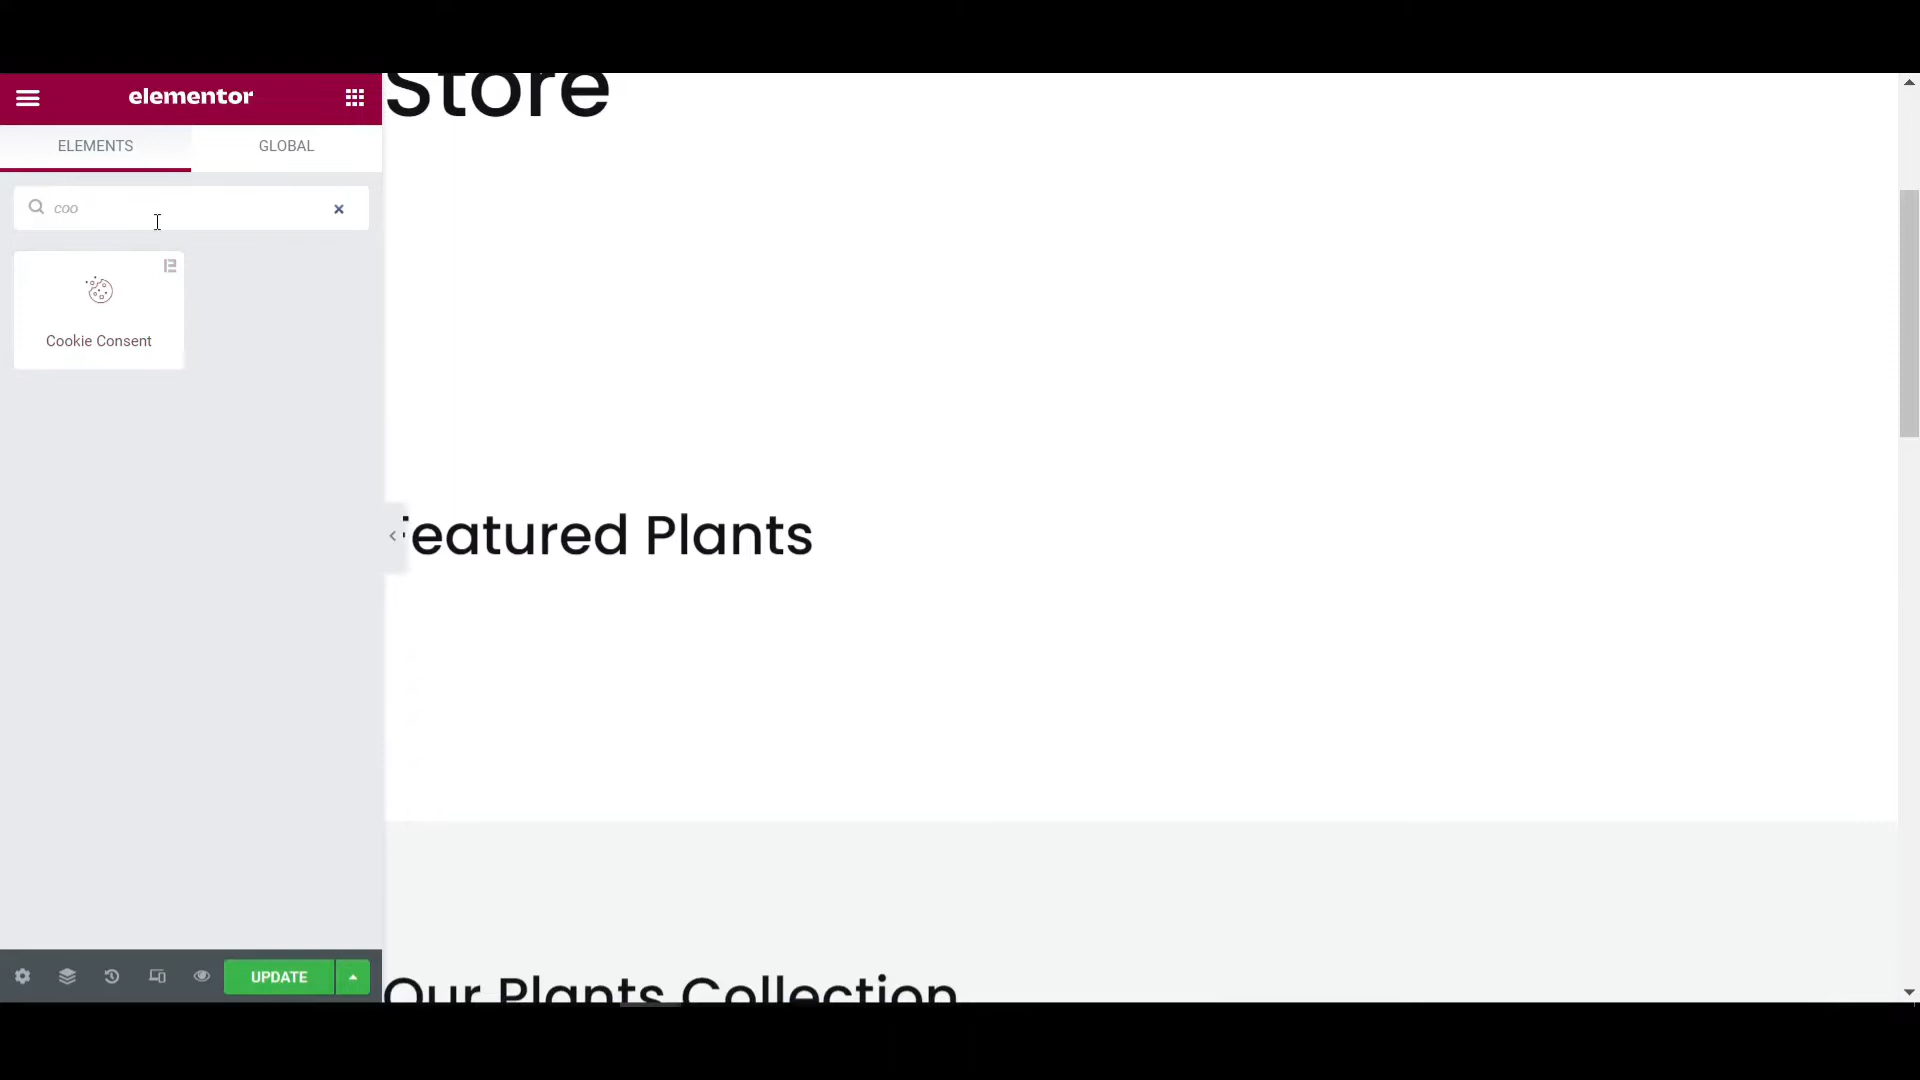 Store
elementor
ELEMENTS
GLOBAL
coo
Cookie Consent
Featured Plants
Our Plants Collection
UPDATE